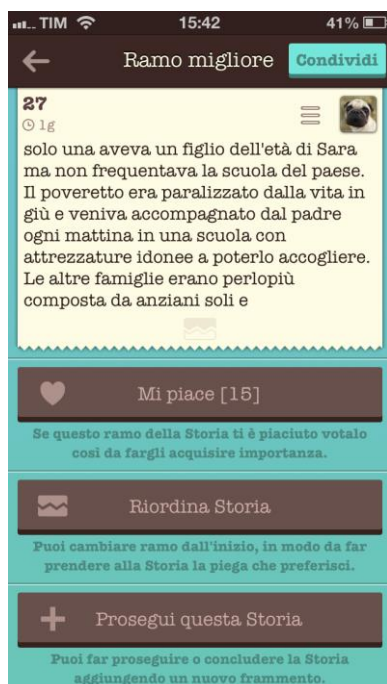 TIM 15:42 41%
Ramo migliore Condividi
27
1g
solo una aveva un figlio dell'età di Sara
ma non frequentava la scuola del paese.
Il poveretto era paralizzato dalla vita in
giù e veniva accompagnato dal padre
ogni mattina in una scuola con
attrezzature idonee a poterlo accogliere.
Le altre famiglie erano perlopiù
composta da anziani soli e
Mi piace [15]
Se questo ramo della Storia ti è piaciuto votalo
così da fargli acquisire importanza.
Riordina Storia
Puoi cambiare ramo dall'inizio, in modo da far
prendere alla Storia la piega che preferisci.
Prosegui questa Storia
Puoi far proseguire o concludere la Storia
aggiungendo un nuovo frammento.